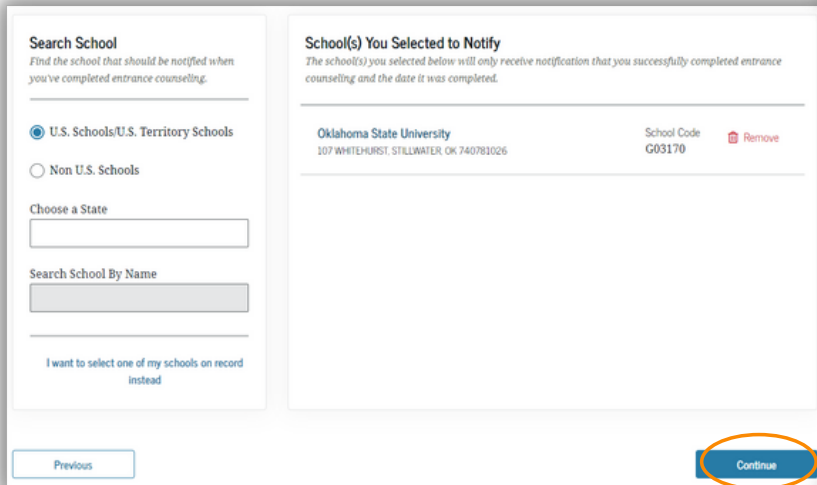 Search School
Find the school that should be notified when
you've completed entrance counseling.
U.S. Schools/U.S. Territory Schools
Non U.S. Schools
Choose a State
Search School By Name
I want to select one of my schools on record
instead
School(s) You Selected to Notify
The school(s) you selected below will only receive notification that you successfully completed entrance
counseling and the date it was completed.
Oklahoma State University
107 WHITEHURST, STILLWATER, OK 740781026
School Code
G03170
Remove
Previous
Continue